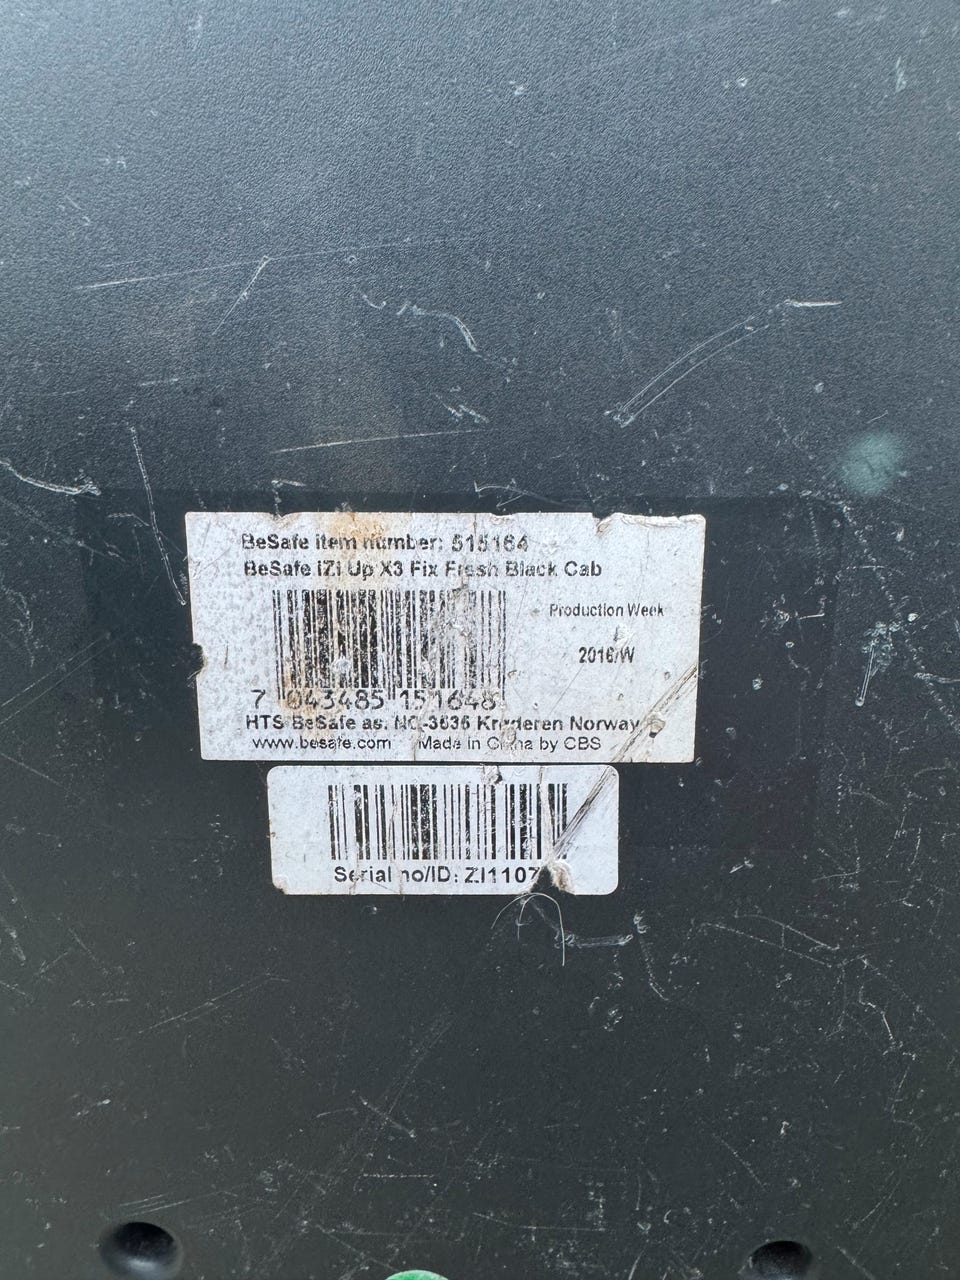 BeSafe item number: 515164
BeSafe iZi Up X3 Fix Fresh Black Cab
Production Week
2016/W
7 043485 151648
HTS BeSafe as. NO-3535 Krøderen Norway
www.besafe.com Made in China by CBS
Serial no/ID: ZI1107